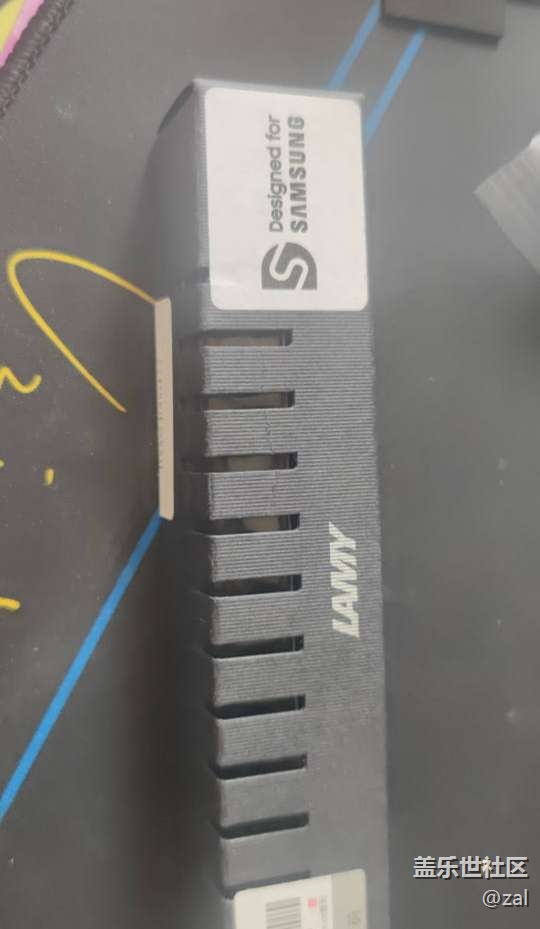 Designed for
SAMSUNG
LAMY
盖乐世社区
@zal